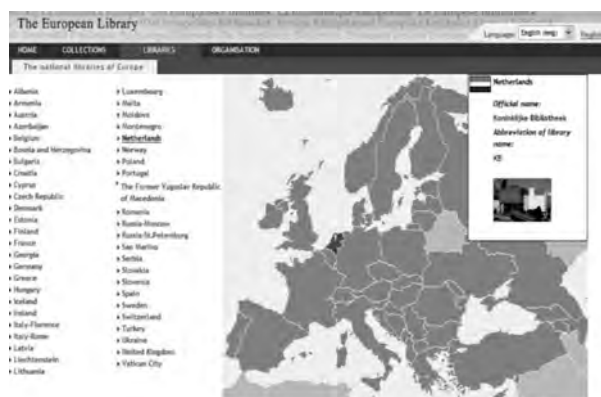 The European Library
Language: English (eng)
English
HOME COLLECTIONS LIBRARIES ORGANISATION
The national libraries of Europe
Albania
Armenia
Austria
Azerbaijan
Belgium
Bosnia and Herzegovina
Bulgaria
Croatia
Cyprus
Czech Republic
Denmark
Estonia
Finland
France
Georgia
Germany
Greece
Hungary
Iceland
Ireland
Italy-Florence
Italy-Rome
Latvia
Liechtenstein
Lithuania
Luxembourg
Malta
Moldova
Montenegro
Netherlands
Norway
Poland
Portugal
The Former Yugoslav Republic
of Macedonia
Romania
Russia-Moscow
Russia-St.Petersburg
San Marino
Serbia
Slovakia
Slovenia
Spain
Sweden
Switzerland
Turkey
Ukraine
United Kingdom
Vatican City
Netherlands
Official name:
Koninklijke Bibliotheek
Abbreviation of library
name:
KB